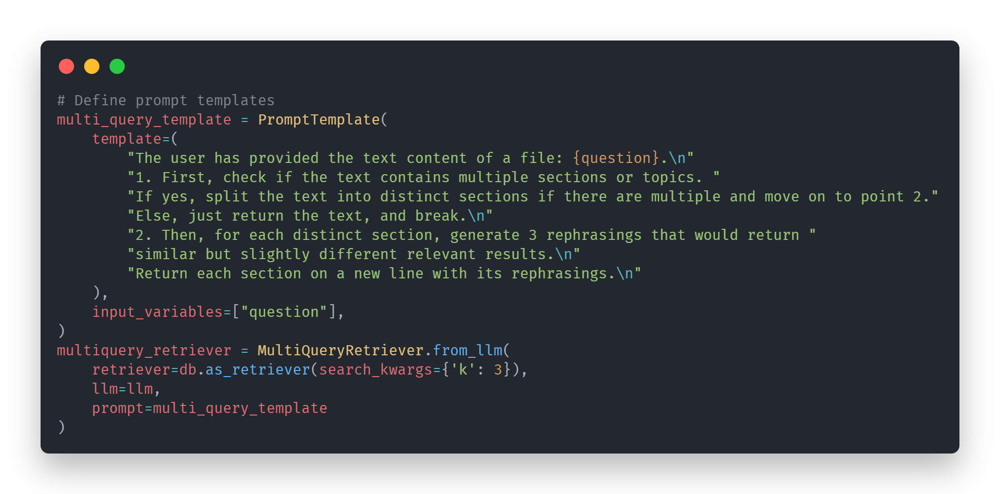 # Define prompt templates
multi_query_template = PromptTemplate(
    template=(
        "The user has provided the text content of a file: {question}.\n"
        "1. First, check if the text contains multiple sections or topics. "
        "If yes, split the text into distinct sections if there are multiple and move on to point 2."
        "Else, just return the text, and break.\n"
        "2. Then, for each distinct section, generate 3 rephrasings that would return "
        "similar but slightly different relevant results.\n"
        "Return each section on a new line with its rephrasings.\n"
    ),
    input_variables=["question"],
)
multiquery_retriever = MultiQueryRetriever.from_llm(
    retriever=db.as_retriever(search_kwargs={'k': 3}),
    llm=llm,
    prompt=multi_query_template
)